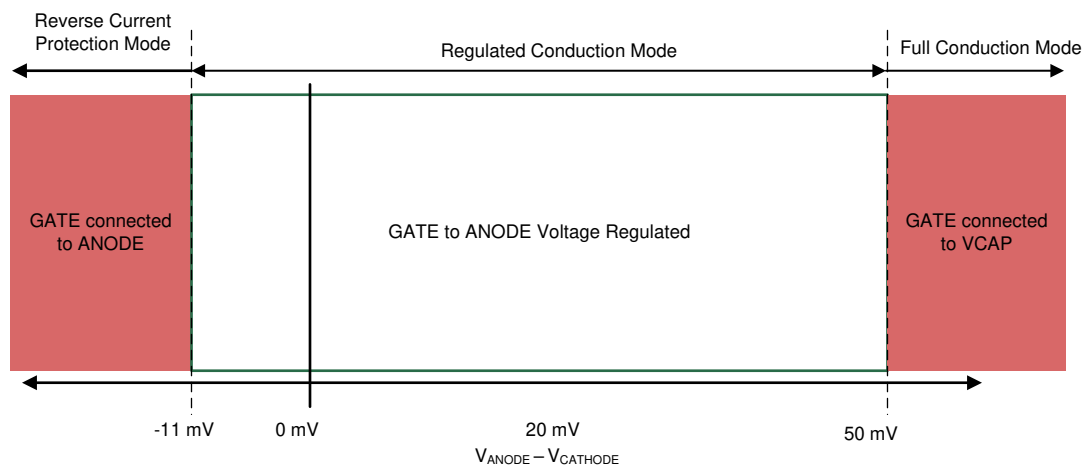 Reverse Current
Protection Mode
Regulated Conduction Mode
Full Conduction Mode
GATE connected
to ANODE
GATE to ANODE Voltage Regulated
GATE connected
to VCAP
-11 mV
0 mV
20 mV
50 mV
VANODE – VCATHODE